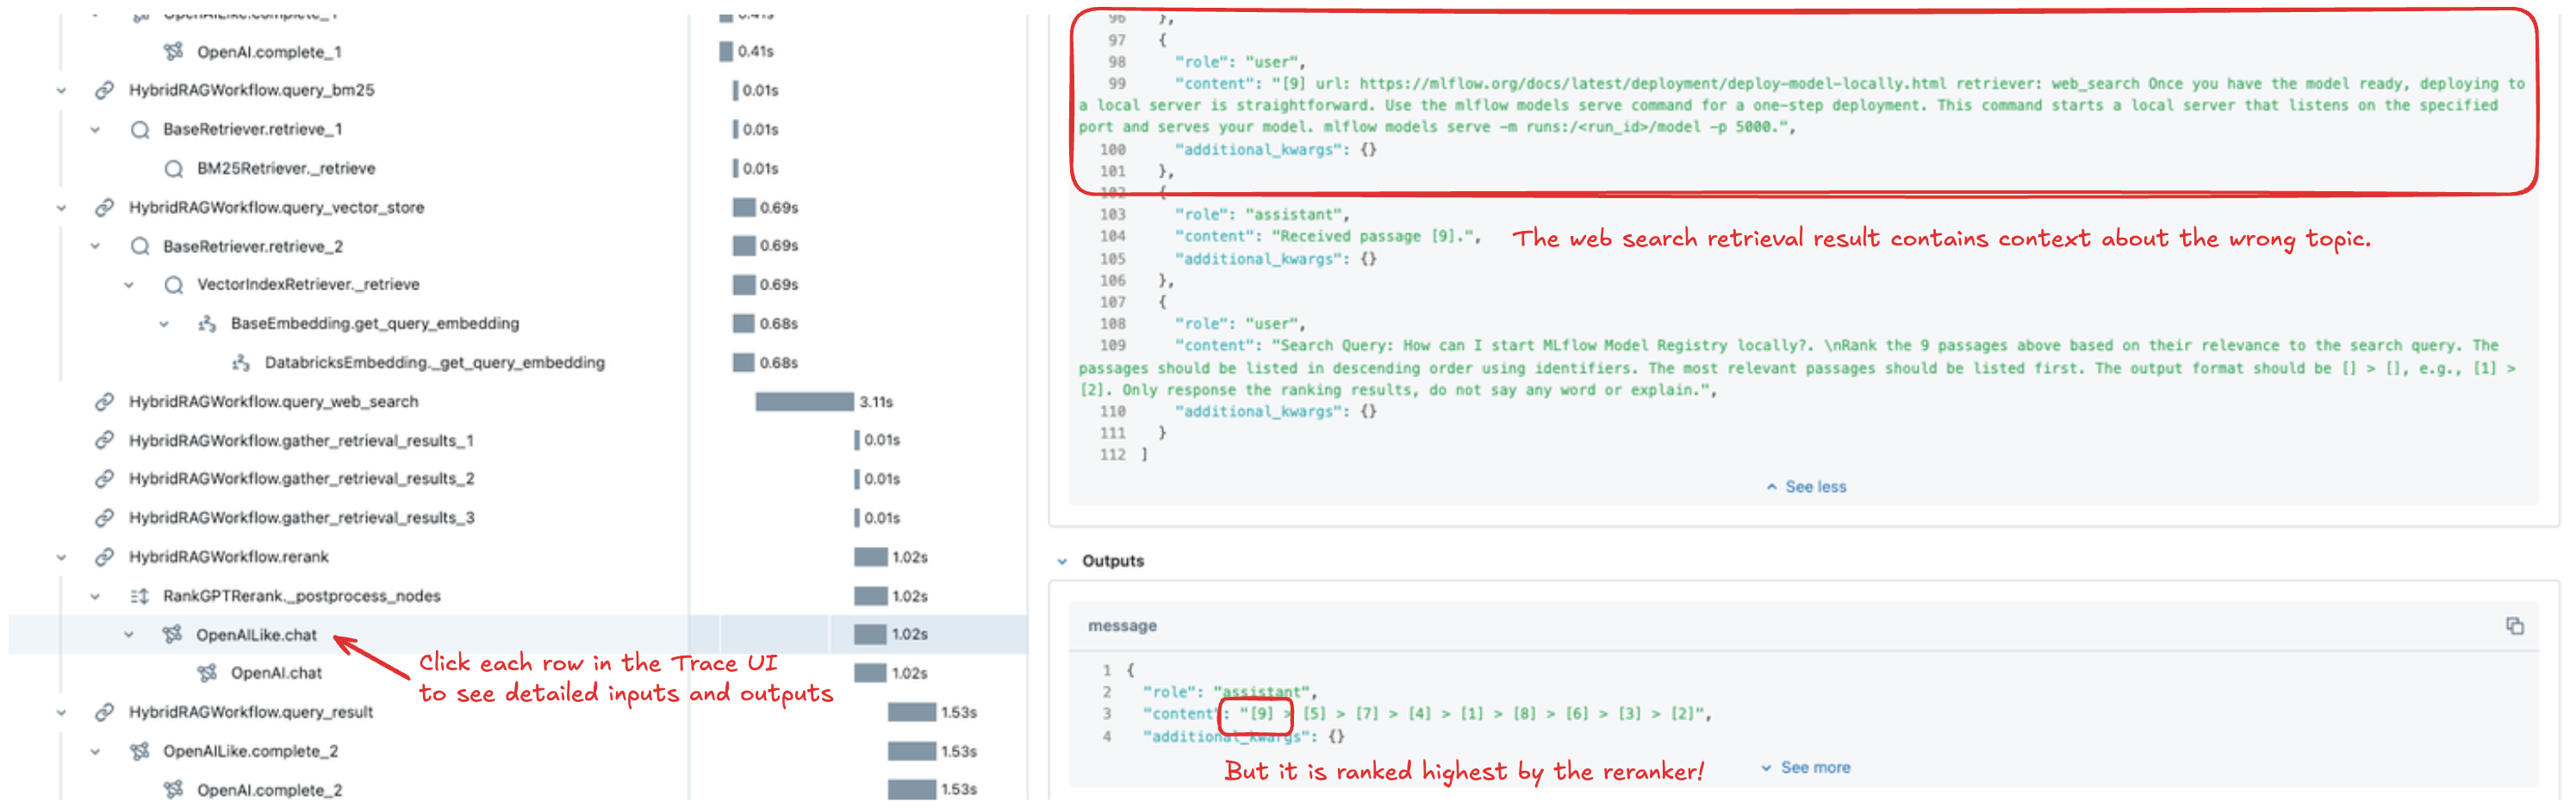 OpenAILike.complete_1
0.41s
OpenAI.complete_1
0.41s
HybridRAGWorkflow.query_bm25
0.01s
BaseRetriever.retrieve_1
0.01s
BM25Retriever._retrieve
0.01s
HybridRAGWorkflow.query_vector_store
0.69s
BaseRetriever.retrieve_2
0.69s
VectorIndexRetriever._retrieve
0.69s
BaseEmbedding.get_query_embedding
0.68s
DatabricksEmbedding._get_query_embedding
0.68s
HybridRAGWorkflow.query_web_search
3.11s
HybridRAGWorkflow.gather_retrieval_results_1
0.01s
HybridRAGWorkflow.gather_retrieval_results_2
0.01s
HybridRAGWorkflow.gather_retrieval_results_3
0.01s
HybridRAGWorkflow.rerank
1.02s
RankGPTRerank._postprocess_nodes
1.02s
OpenAILike.chat
1.02s
OpenAI.chat
1.02s
Click each row in the Trace UI
to see detailed inputs and outputs
HybridRAGWorkflow.query_result
1.53s
OpenAILike.complete_2
1.53s
OpenAI.complete_2
1.53s
96 },
97 {
98 "role": "user",
99 "content": "[9] url: https://mlflow.org/docs/latest/deployment/deploy-model-locally.html retriever: web_search Once you have the model ready, deploying to
a local server is straightforward. Use the mlflow models serve command for a one-step deployment. This command starts a local server that listens on the specified
port and serves your model. mlflow models serve -m runs:/<run_id>/model -p 5000.",
100 "additional_kwargs": {}
101 },
102 {
103 "role": "assistant",
104 "content": "Received passage [9].",
The web search retrieval result contains context about the wrong topic.
105 "additional_kwargs": {}
106 },
107 {
108 "role": "user",
109 "content": "Search Query: How can I start MLflow Model Registry locally?. \nRank the 9 passages above based on their relevance to the search query. The
passages should be listed in descending order using identifiers. The most relevant passages should be listed first. The output format should be [] > [], e.g., [1] >
[2]. Only response the ranking results, do not say any word or explain.",
110 "additional_kwargs": {}
111 }
112 ]
See less
Outputs
message
1 {
2 "role": "assistant",
3 "content": "[9] > [5] > [7] > [4] > [1] > [8] > [6] > [3] > [2]",
4 "additional_kwargs": {}
But it is ranked highest by the reranker!
See more